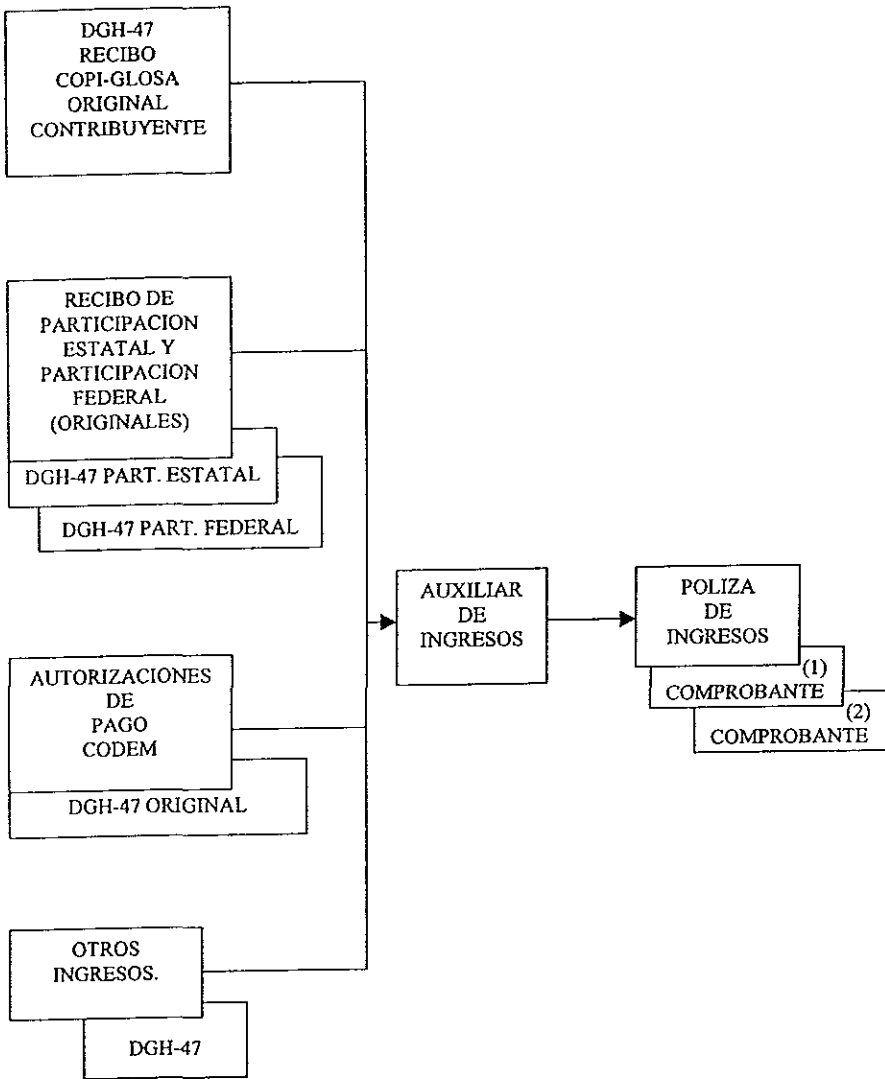 DGH-47
RECIBO
COPI-GLOSA
ORIGINAL
CONTRIBUYENTE
RECIBO DE
PARTICIPACION
ESTATAL Y
PARTICIPACION
FEDERAL
(ORIGINALES)
DGH-47 PART. ESTATAL
DGH-47 PART. FEDERAL
AUTORIZACIONES
DE
PAGO
CODEM
DGH-47 ORIGINAL
OTROS
INGRESOS.
DGH-47
AUXILIAR
DE
INGRESOS
POLIZA
DE
INGRESOS
(1)
COMPROBANTE
(2)
COMPROBANTE